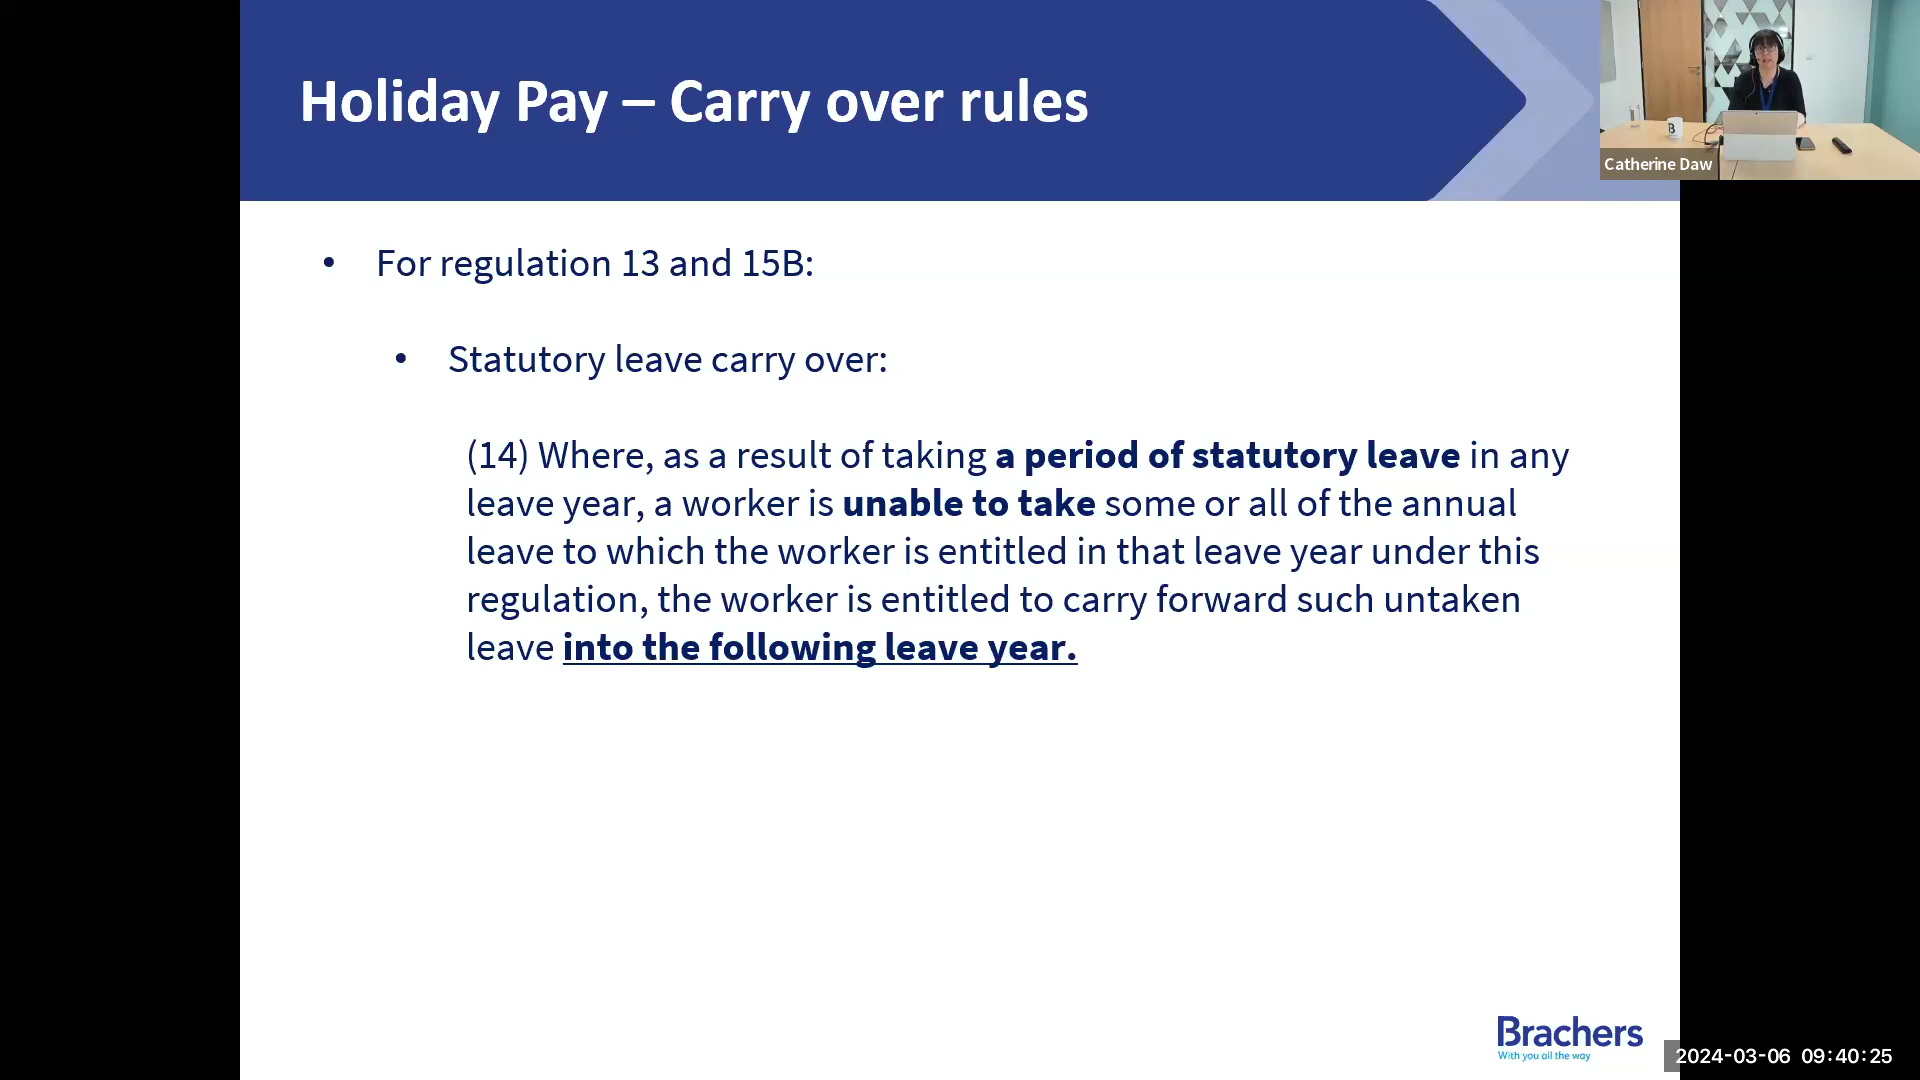 Holiday Pay – Carry over rules
Catherine Daw
B
• For regulation 13 and 15B:
• Statutory leave carry over:
(14) Where, as a result of taking a period of statutory leave in any
leave year, a worker is unable to take some or all of the annual
leave to which the worker is entitled in that leave year under this
regulation, the worker is entitled to carry forward such untaken
leave into the following leave year.
Brachers
With you all the way
2024-03-06 09:40:25